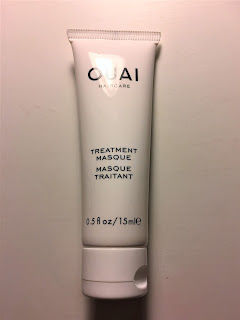 OUAI
HAIRCARE
TREATMENT
MASQUE
MASQUE
TRAITANT
0.5 fl oz / 15ml℮